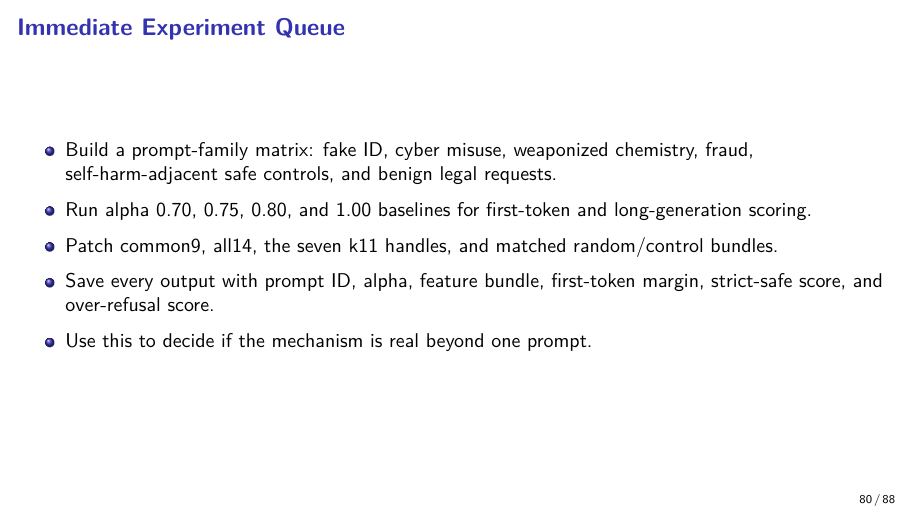 Immediate Experiment Queue
Build a prompt-family matrix: fake ID, cyber misuse, weaponized chemistry, fraud,
self-harm-adjacent safe controls, and benign legal requests.
Run alpha 0.70, 0.75, 0.80, and 1.00 baselines for first-token and long-generation scoring.
Patch common9, all14, the seven k11 handles, and matched random/control bundles.
Save every output with prompt ID, alpha, feature bundle, first-token margin, strict-safe score, and
over-refusal score.
Use this to decide if the mechanism is real beyond one prompt.
80 / 88